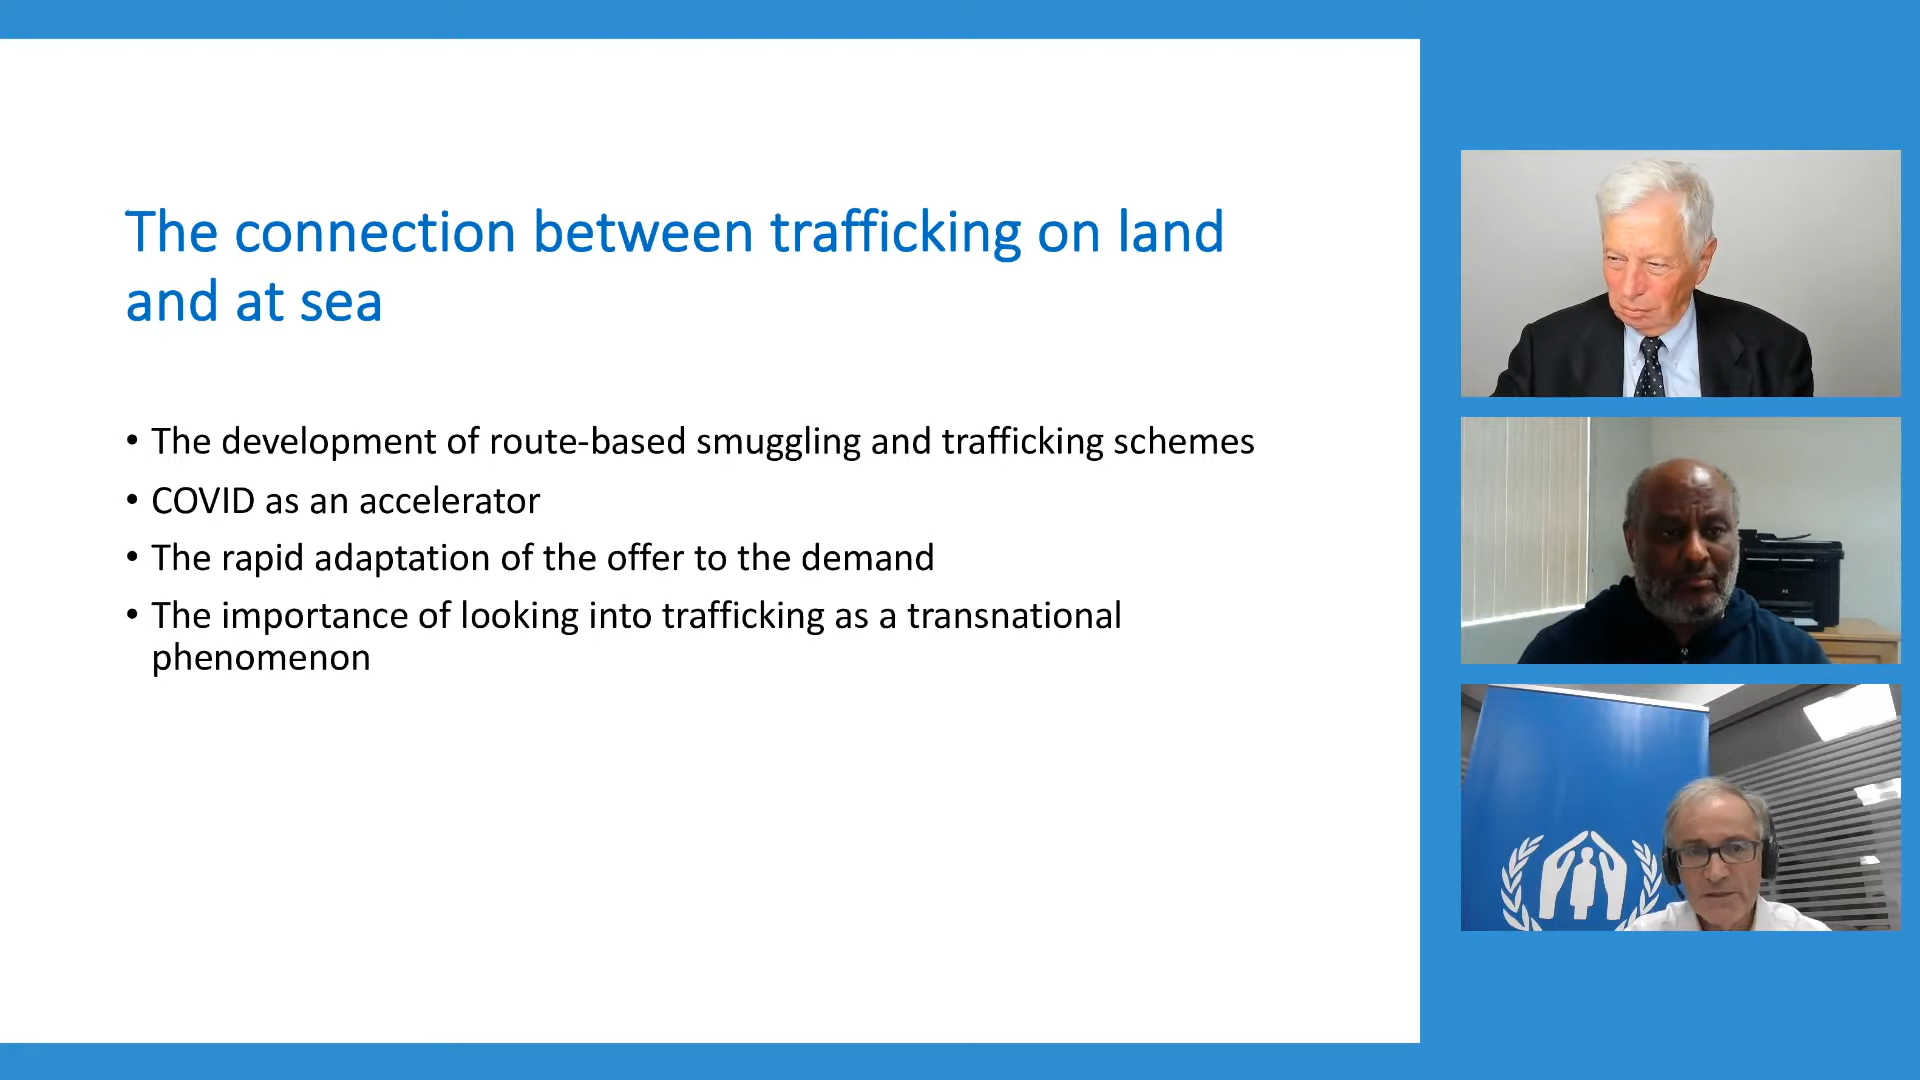 The connection between trafficking on land
and at sea
• The development of route-based smuggling and trafficking schemes
• COVID as an accelerator
• The rapid adaptation of the offer to the demand
• The importance of looking into trafficking as a transnational
phenomenon